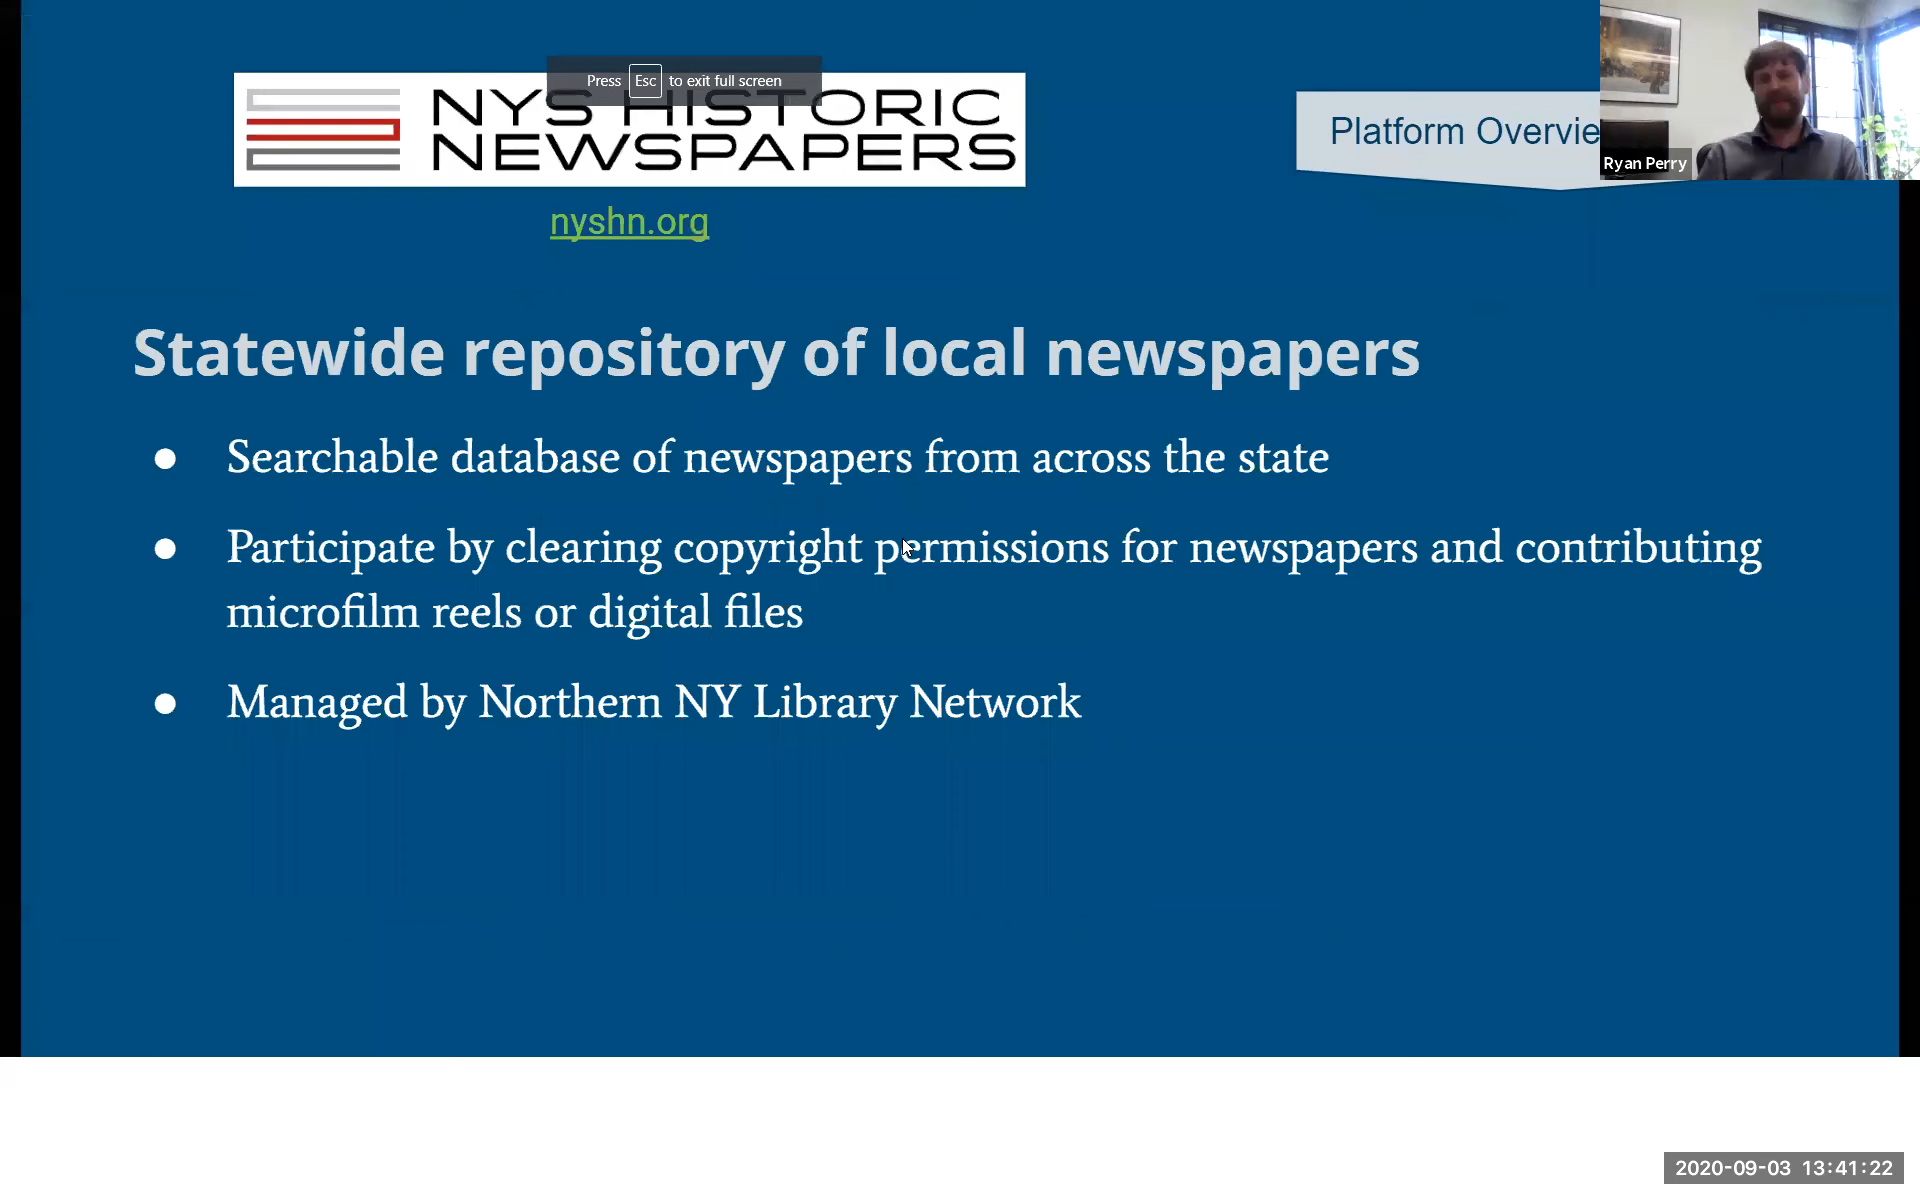 Press Esc to exit full screen
NYS HISTORIC
NEWSPAPERS
nyshn.org
Platform Overvie
Ryan Perry
Statewide repository of local newspapers
● Searchable database of newspapers from across the state
● Participate by clearing copyright permissions for newspapers and contributing
microfilm reels or digital files
● Managed by Northern NY Library Network
2020-09-03 13:41:22